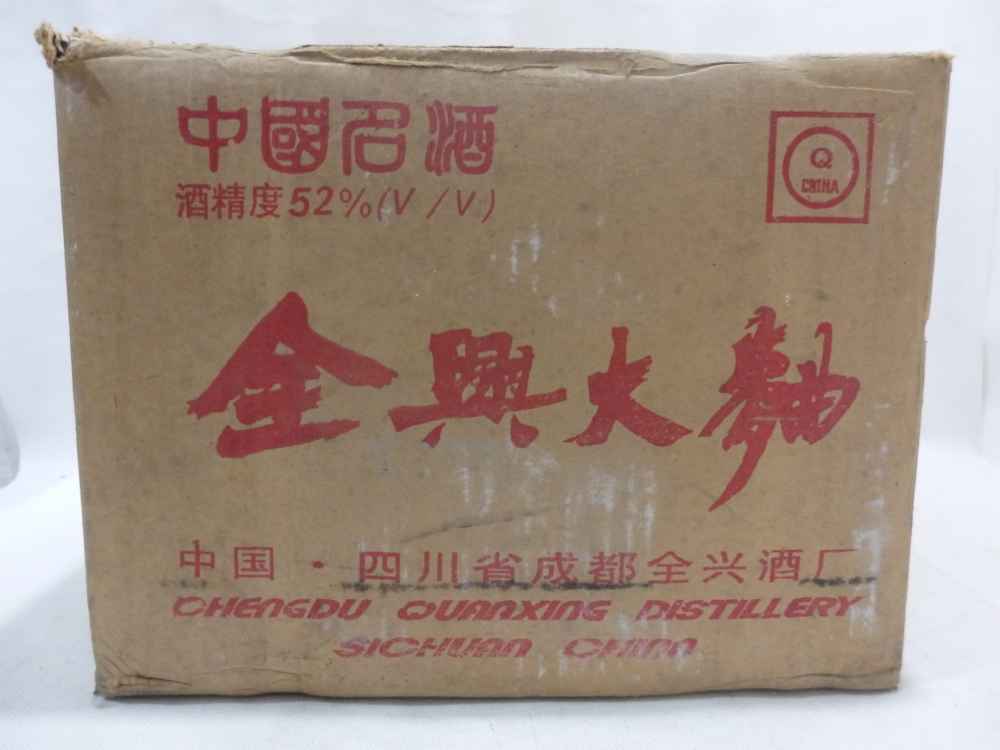 中國名酒
酒精度52%(V/V)
Q
CHINA
全興大麯
中国·四川省成都全兴酒厂
CHENGDU QUANXING DISTILLERY
SICHUAN CHINA